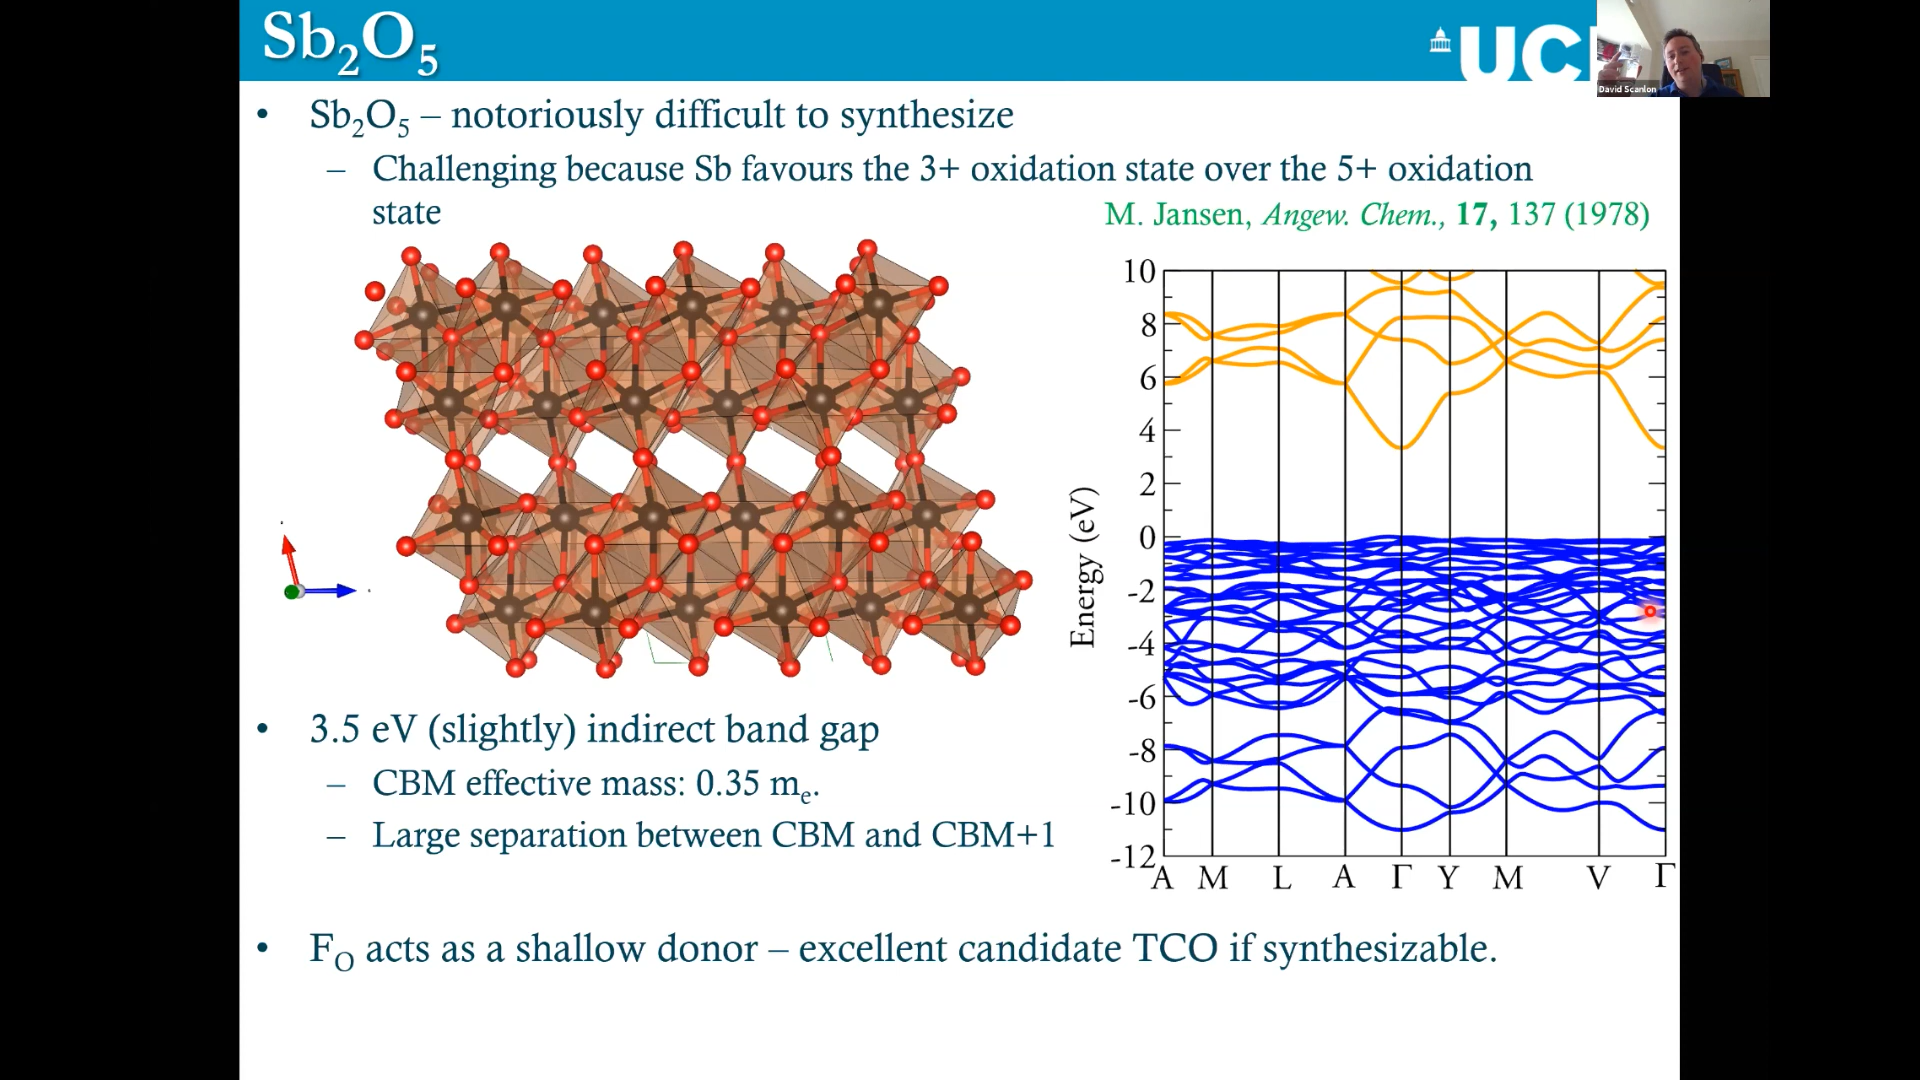 Sb₂O₅
UC
David Scanlon
• Sb₂O₅ – notoriously difficult to synthesize
– Challenging because Sb favours the 3+ oxidation state over the 5+ oxidation
state
M. Jansen, Angew. Chem., 17, 137 (1978)
10
8
6
4
2
0
-2
-4
-6
-8
-10
-12
Energy (eV)
A M L A Γ Y M V Γ
• 3.5 eV (slightly) indirect band gap
– CBM effective mass: 0.35 mₑ.
– Large separation between CBM and CBM+1
• F_O acts as a shallow donor – excellent candidate TCO if synthesizable.